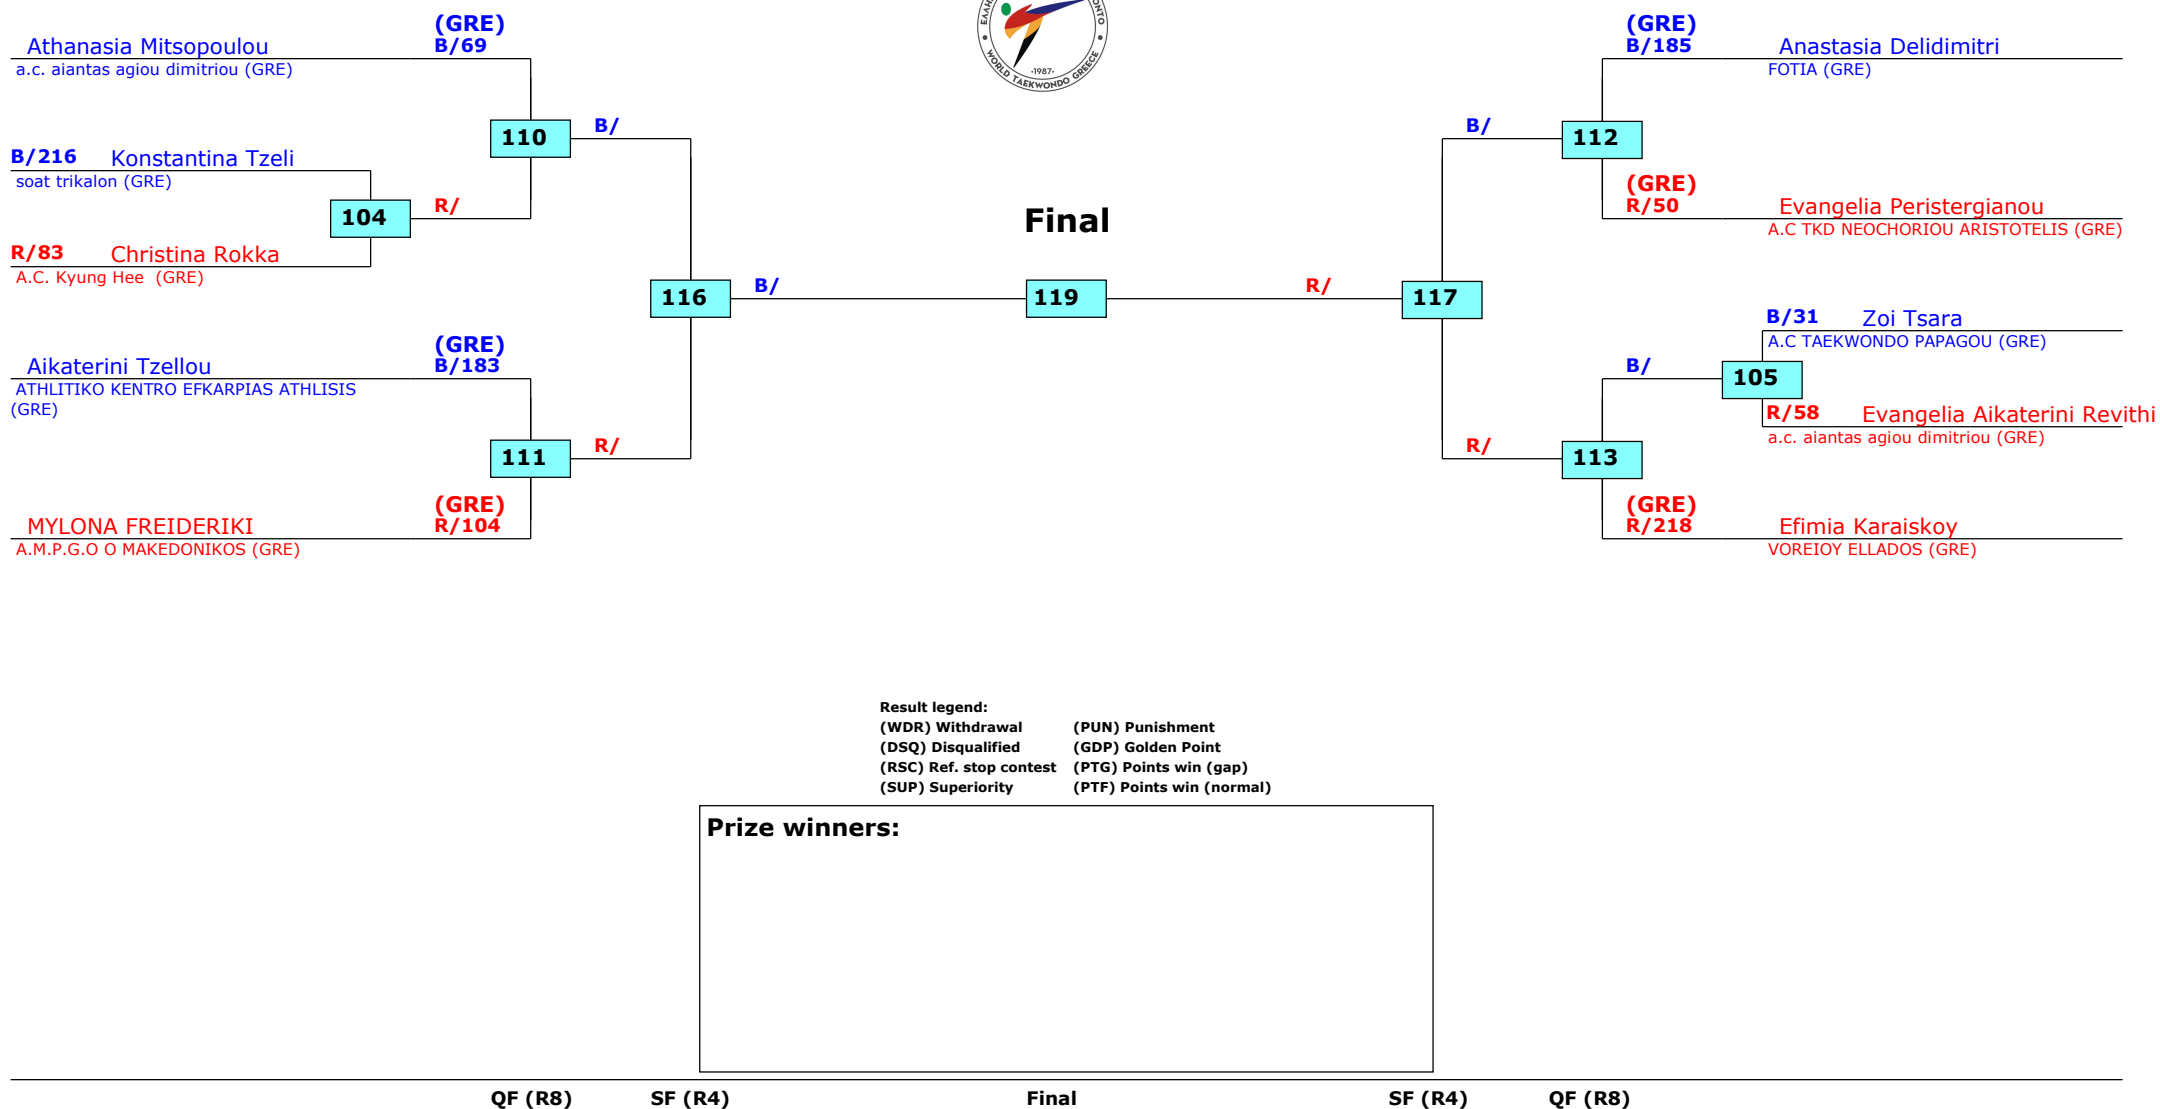 (GRE)
Athanasia Mitsopoulou B/69
a.c. aiantas agiou dimitriou (GRE)
110
B/
B/216 Konstantina Tzeli
soat trikalon (GRE)
104
R/
R/83 Christina Rokka
A.C. Kyung Hee (GRE)
116
B/
(GRE)
Aikaterini Tzellou B/183
ATHLITIKO KENTRO EFKARPIAS ATHLISIS
(GRE)
111
R/
(GRE)
MYLONA FREIDERIKI R/104
A.M.P.G.O O MAKEDONIKOS (GRE)
WORLD TAEKWONDO GREECE
·1987·
Final
119
(GRE)
B/185 Anastasia Delidimitri
FOTIA (GRE)
B/
112
(GRE)
R/50 Evangelia Peristergianou
A.C TKD NEOCHORIOU ARISTOTELIS (GRE)
R/
117
B/31 Zoi Tsara
A.C TAEKWONDO PAPAGOU (GRE)
B/
105
R/58 Evangelia Aikaterini Revithi
a.c. aiantas agiou dimitriou (GRE)
R/
113
(GRE)
R/218 Efimia Karaiskoy
VOREIOY ELLADOS (GRE)
Result legend:
(WDR) Withdrawal (PUN) Punishment
(DSQ) Disqualified (GDP) Golden Point
(RSC) Ref. stop contest (PTG) Points win (gap)
(SUP) Superiority (PTF) Points win (normal)
Prize winners:
QF (R8) SF (R4) Final SF (R4) QF (R8)